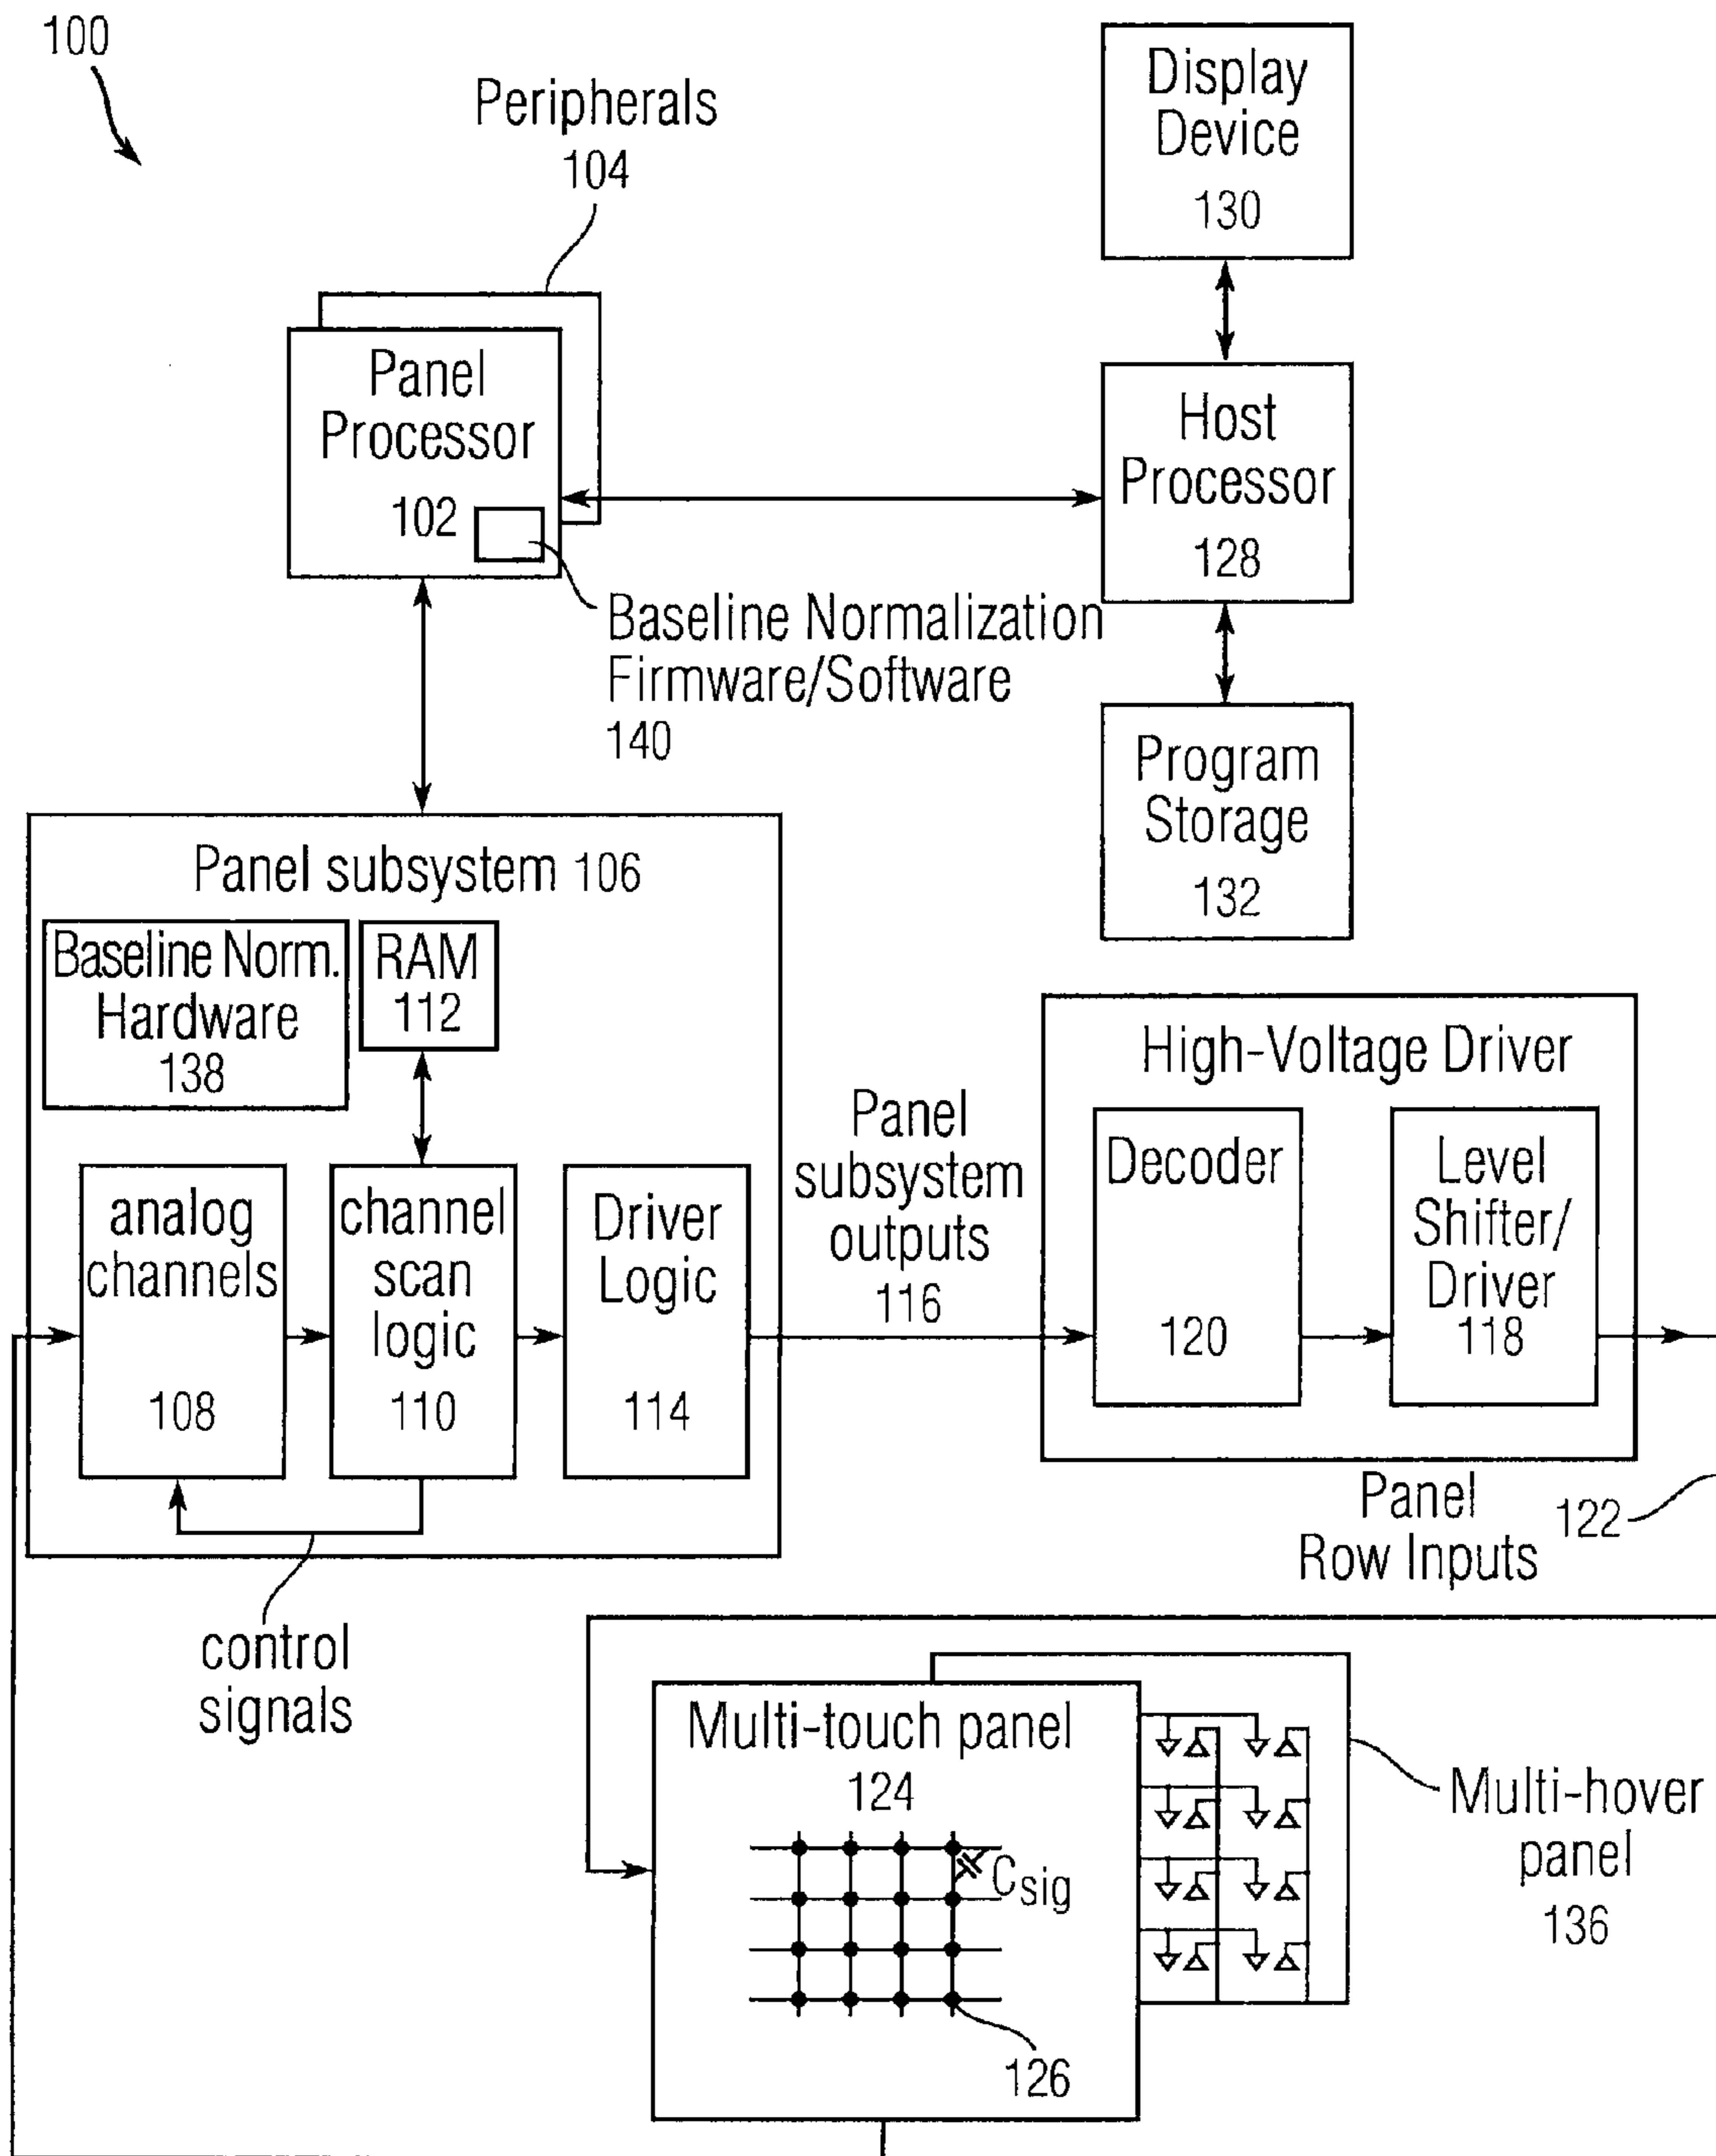 100
Peripherals
104
Display
Device
130
Panel
Processor
102
Host
Processor
128
Baseline Normalization
Firmware/Software
140
Program
Storage
132
Panel subsystem 106
Baseline Norm.
Hardware
138
RAM
112
analog
channels
108
channel
scan
logic
110
Driver
Logic
114
control
signals
Panel
subsystem
outputs
116
High-Voltage Driver
Decoder
120
Level
Shifter/
Driver
118
Panel
Row Inputs
122
Multi-touch panel
124
Csig
126
Multi-hover
panel
136